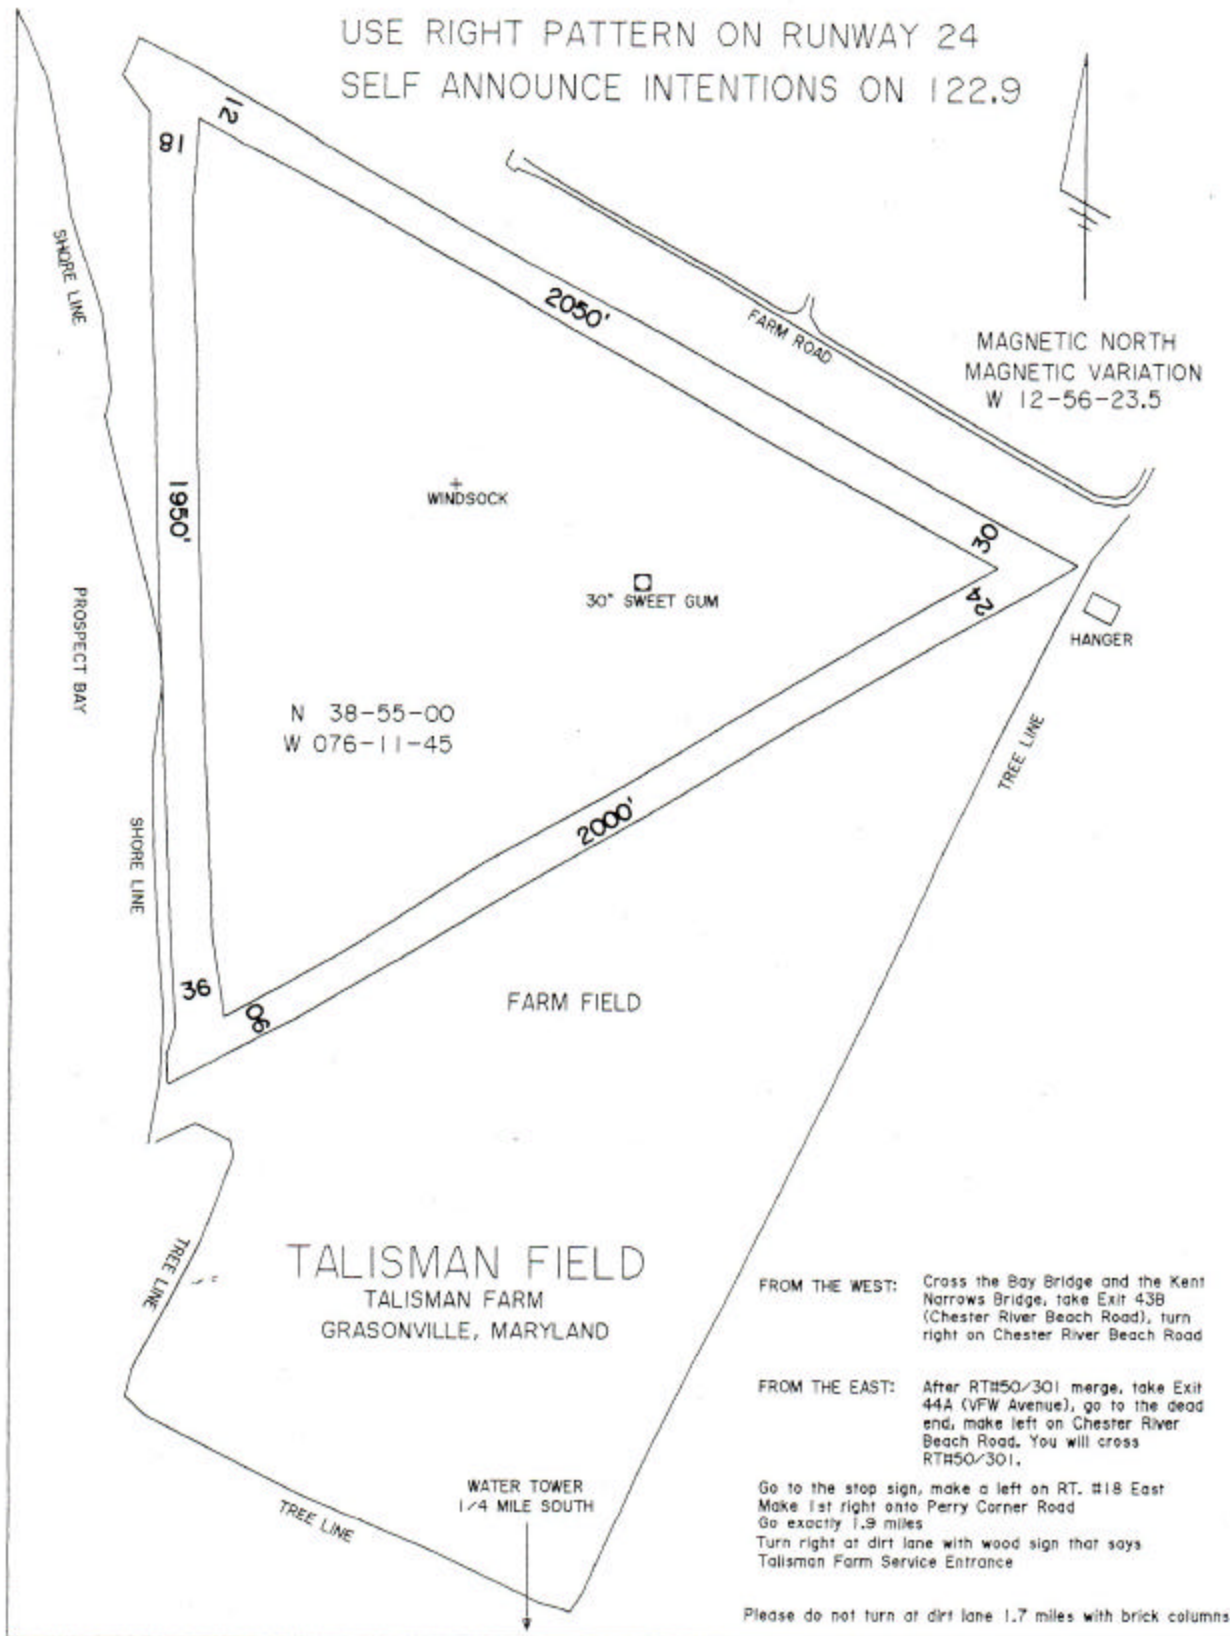 USE RIGHT PATTERN ON RUNWAY 24
SELF ANNOUNCE INTENTIONS ON 122.9
12
18
SHORE LINE
2050'
FARM ROAD
MAGNETIC NORTH
MAGNETIC VARIATION
W 12-56-23.5
1950'
WINDSOCK
30
30" SWEET GUM
24
HANGER
PROSPECT BAY
N 38-55-00
W 076-11-45
TREE LINE
2000'
SHORE LINE
36
06
FARM FIELD
TREE LINE
TALISMAN FIELD
TALISMAN FARM
GRASONVILLE, MARYLAND
FROM THE WEST: Cross the Bay Bridge and the Kent
Narrows Bridge, take Exit 43B
(Chester River Beach Road), turn
right on Chester River Beach Road
FROM THE EAST: After RT#50/301 merge, take Exit
44A (VFW Avenue), go to the dead
end, make left on Chester River
Beach Road. You will cross
RT#50/301.
WATER TOWER
1/4 MILE SOUTH
TREE LINE
Go to the stop sign, make a left on RT. #18 East
Make 1st right onto Perry Corner Road
Go exactly 1.9 miles
Turn right at dirt lane with wood sign that says
Talisman Farm Service Entrance
Please do not turn at dirt lane 1.7 miles with brick columns